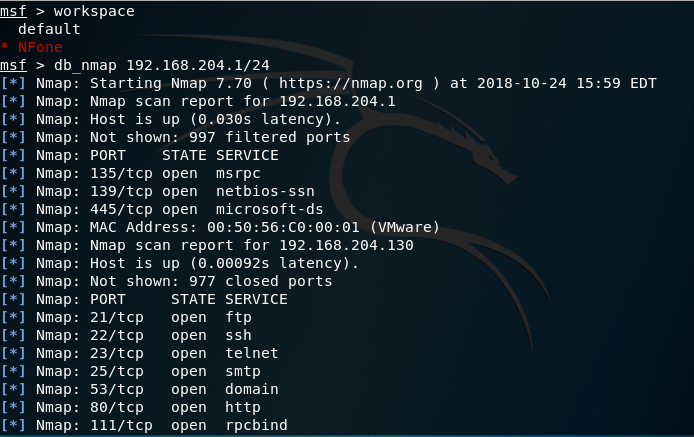 msf > workspace
default
* NFone
msf > db_nmap 192.168.204.1/24
[*] Nmap: Starting Nmap 7.70 ( https://nmap.org ) at 2018-10-24 15:59 EDT
[*] Nmap: Nmap scan report for 192.168.204.1
[*] Nmap: Host is up (0.030s latency).
[*] Nmap: Not shown: 997 filtered ports
[*] Nmap: PORT    STATE SERVICE
[*] Nmap: 135/tcp open  msrpc
[*] Nmap: 139/tcp open  netbios-ssn
[*] Nmap: 445/tcp open  microsoft-ds
[*] Nmap: MAC Address: 00:50:56:C0:00:01 (VMware)
[*] Nmap: Nmap scan report for 192.168.204.130
[*] Nmap: Host is up (0.00092s latency).
[*] Nmap: Not shown: 977 closed ports
[*] Nmap: PORT     STATE SERVICE
[*] Nmap: 21/tcp   open  ftp
[*] Nmap: 22/tcp   open  ssh
[*] Nmap: 23/tcp   open  telnet
[*] Nmap: 25/tcp   open  smtp
[*] Nmap: 53/tcp   open  domain
[*] Nmap: 80/tcp   open  http
[*] Nmap: 111/tcp  open  rpcbind